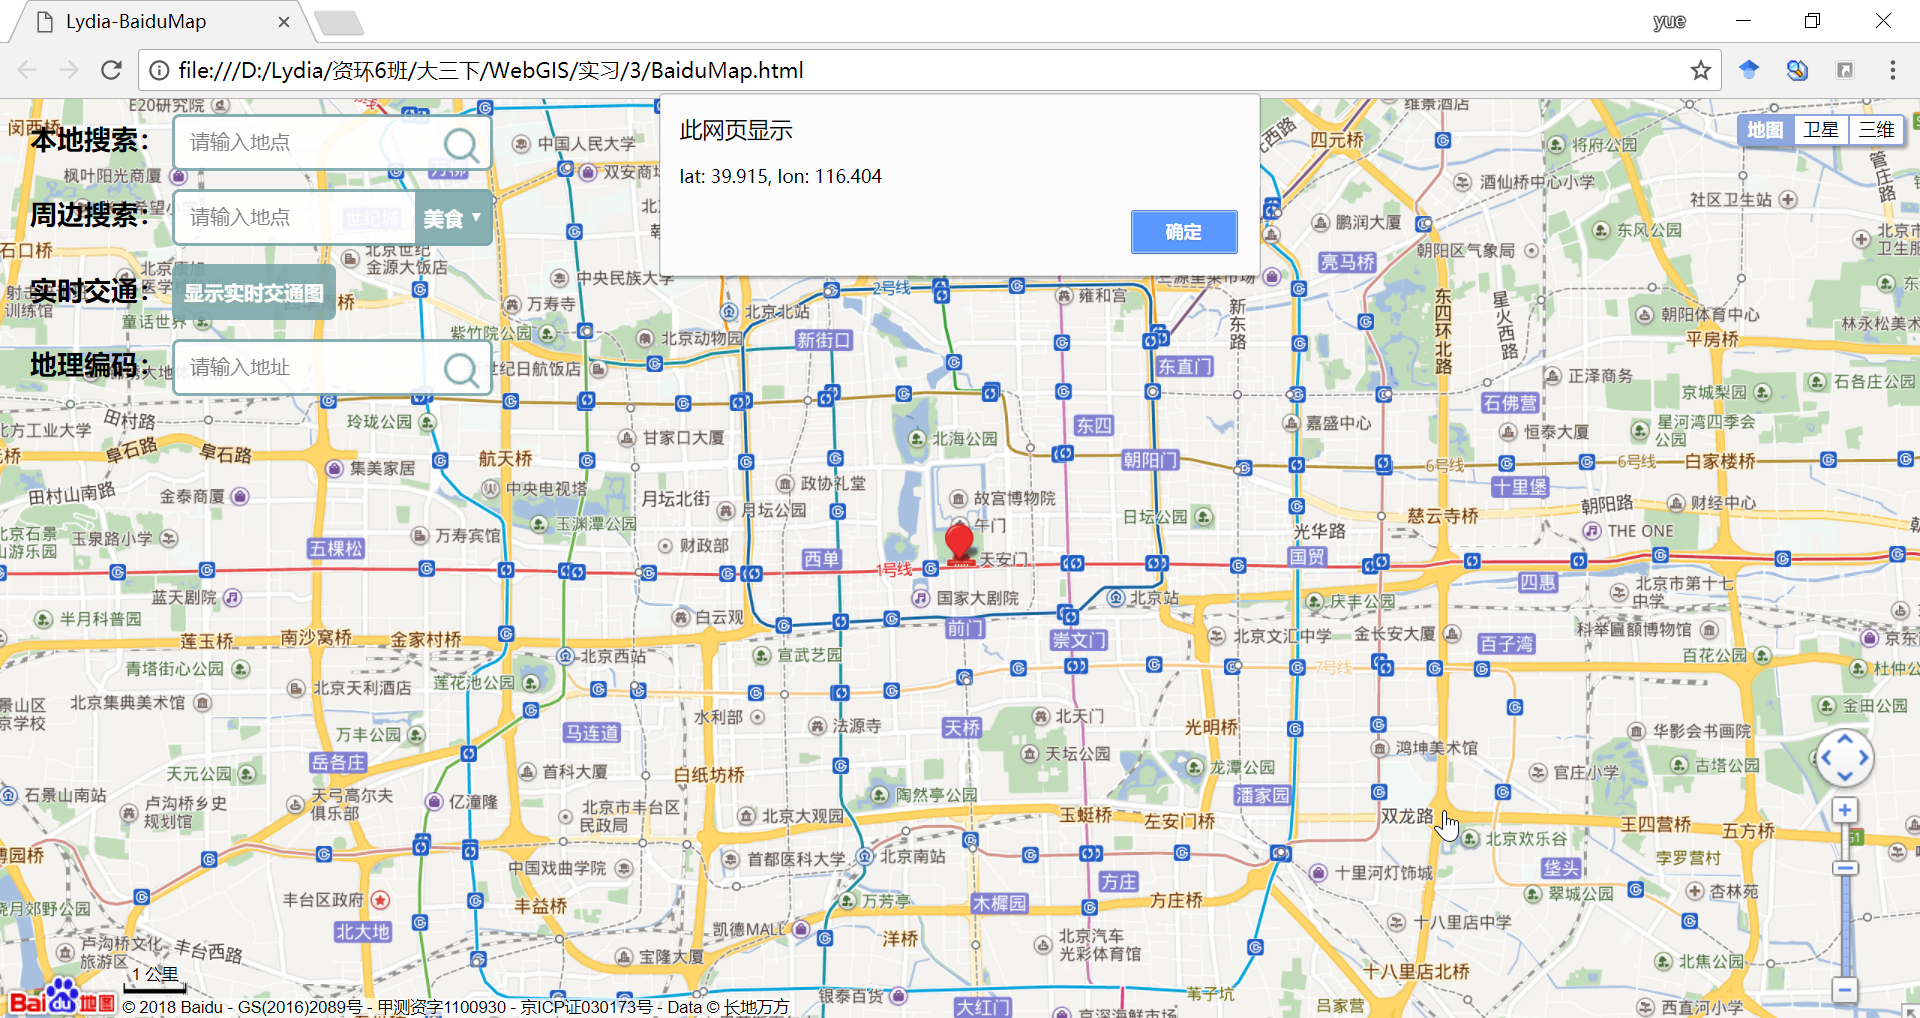 Lydia-BaiduMap
yue
file:///D:/Lydia/资环6班/大三下/WebGIS/实习/3/BaiduMap.html
此网页显示
lat: 39.915, lon: 116.404
确定
本地搜索：
请输入地点
周边搜索：
请输入地点
美食 ▼
实时交通：
显示实时交通图
地理编码：
请输入地址
地图 卫星 三维
E20研究院
中国人民大学
维景酒店
四元桥
将府公园
管庄路
枫叶阳光商厦
酒仙桥中心小学
社区卫生站
世纪城
鹏润大厦
东风公园
石口桥
北京世纪
金源大饭店
朝阳区气象局
亮马桥
中央民族大学
2号线
雍和宫
万寿寺
北京北站
新东路
东四环北路
星火西路
朝阳体育中心
童话世界
紫竹院公园
北京动物园
新街口
平房桥
东直门
正泽商务
京城梨园
石各庄公园
玲珑公园
田村路
北方工业大学
阜石路
阜石路
甘家口大厦
北海公园
东四
嘉盛中心
石佛营
恒泰大厦
星河湾四季会
公园
航天桥
集美家居
朝阳门
6号线
6号线
白家楼桥
田村山南路
金泰商厦
中央电视塔
月坛北街
政协礼堂
故宫博物院
十里堡
月坛公园
午门
日坛公园
朝阳路
财经中心
玉泉路小学
万寿宾馆
玉渊潭公园
光华路
慈云寺桥
THE ONE
五棵松
财政部
西单
天安门
国贸
1号线
四惠
北京市第十七
中学
蓝天剧院
国家大剧院
北京站
庆丰公园
半月科普园
白云观
前门
崇文门
北京文汇中学
金长安大厦
百子湾
科举匾额博物馆
莲玉桥
南沙窝桥
金家村桥
北京西站
宣武艺园
7号线
百花公园
青塔街心公园
莲花池公园
北京天利酒店
北京集典美术馆
水利部
法源寺
天桥
北天门
光明桥
金田公园
万丰公园
马连道
天坛公园
鸿坤美术馆
华影会书画院
岳各庄
天元公园
首科大厦
白纸坊桥
龙潭公园
官庄小学
古塔公园
石景山南站
卢沟桥乡史
规划馆
天弓高尔夫
俱乐部
亿潼隆
北京市丰台区
民政局
北京大观园
陶然亭公园
潘家园
玉蜓桥
左安门桥
双龙路
北京欢乐谷
王四营桥
五方桥
S1
中国戏曲学院
首都医科大学
北京南站
十里河灯饰城
垡头
孛罗营村
丰台区政府
丰益桥
万芳亭
木樨园
方庄
方庄桥
翠城公园
杏林苑
北大地
凯德MALL
洋桥
北京汽车
光彩体育馆
十八里店中学
卢沟桥文化
旅游区
丰台西路
宝隆大厦
十八里店北桥
北焦公园
1 公里
银泰百货
大红门
苇子坑
吕家营
西直河小学
Bai du 地图
© 2018 Baidu - GS(2016)2089号 - 甲测资字1100930 - 京ICP证030173号 - Data © 长地万方